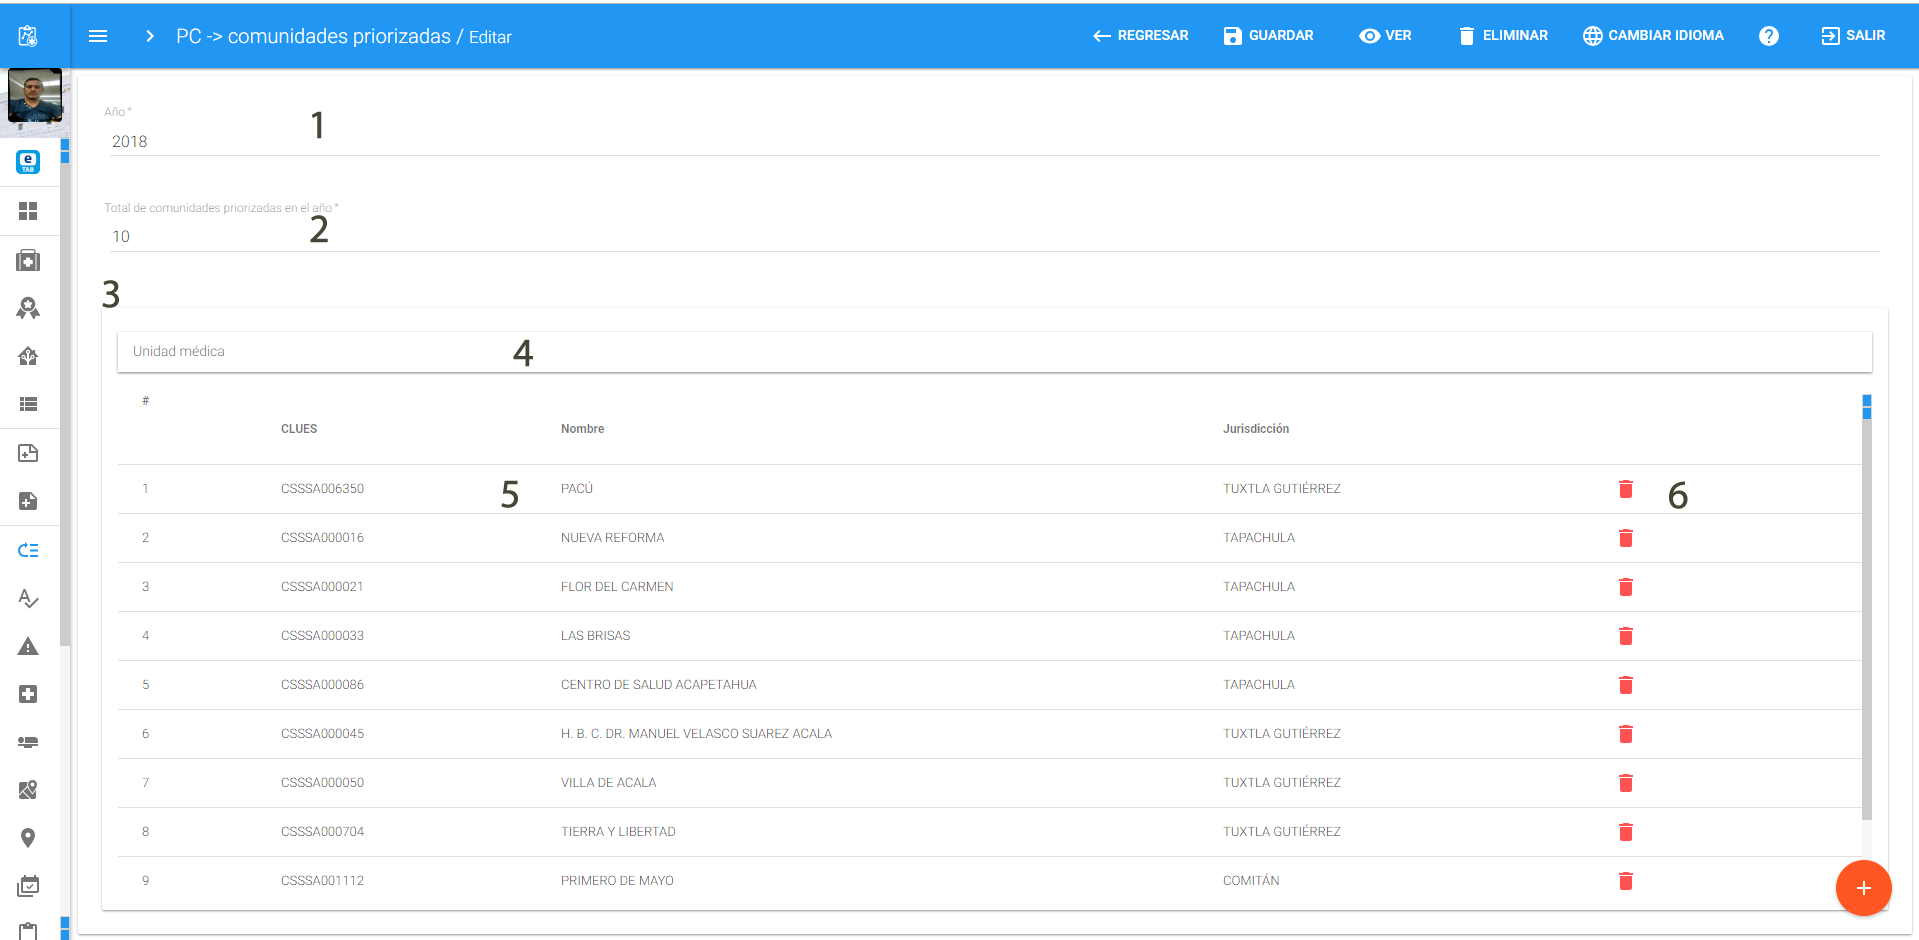 PC -> comunidades priorizadas / Editar
REGRESAR GUARDAR VER ELIMINAR CAMBIAR IDIOMA ? SALIR
e
TAB
Año *
1
2018
Total de comunidades priorizadas en el año *
2
10
3
Unidad médica
4
#
CLUES Nombre Jurisdicción
1 CSSSA006350 5 PACÚ TUXTLA GUTIÉRREZ 6
2 CSSSA000016 NUEVA REFORMA TAPACHULA
3 CSSSA000021 FLOR DEL CARMEN TAPACHULA
4 CSSSA000033 LAS BRISAS TAPACHULA
5 CSSSA000086 CENTRO DE SALUD ACAPETAHUA TAPACHULA
6 CSSSA000045 H. B. C. DR. MANUEL VELASCO SUAREZ ACALA TUXTLA GUTIÉRREZ
7 CSSSA000050 VILLA DE ACALA TUXTLA GUTIÉRREZ
8 CSSSA000704 TIERRA Y LIBERTAD TUXTLA GUTIÉRREZ
9 CSSSA001112 PRIMERO DE MAYO COMITÁN
+